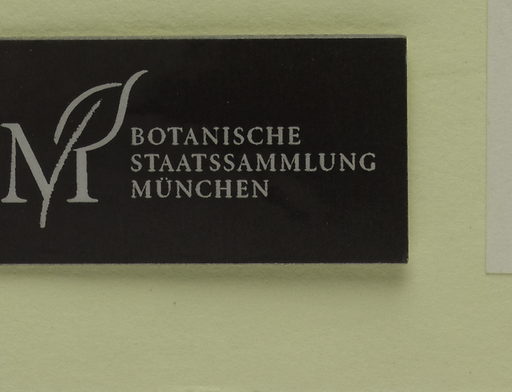 BOTANISCHE
STAATSSAMMLUNG
MÜNCHEN